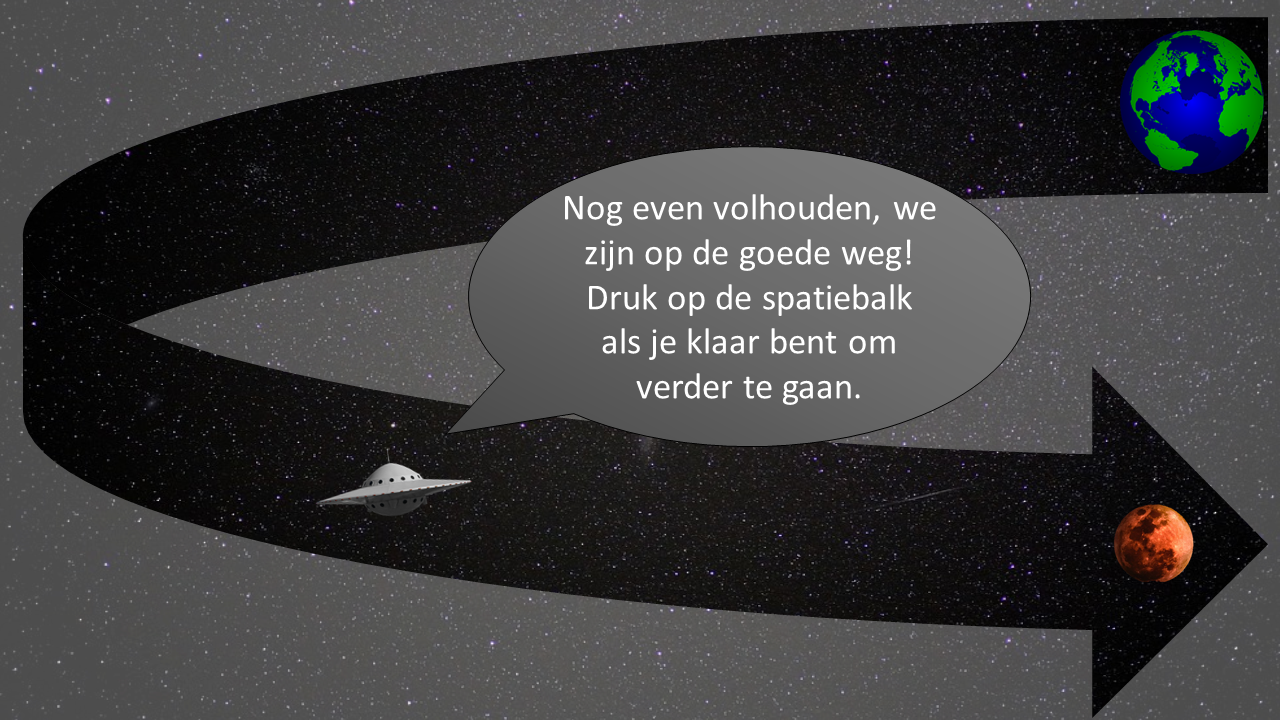 Nog even volhouden, we
zijn op de goede weg!
Druk op de spatiebalk
als je klaar bent om
verder te gaan.